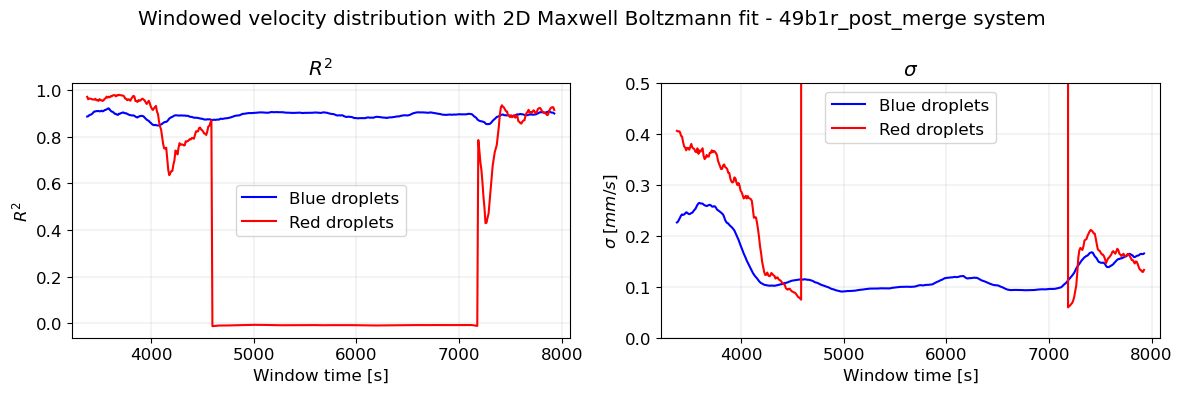 Windowed velocity distribution with 2D Maxwell Boltzmann fit - 49b1r_post_merge system
R²
1.0
0.8
0.6
0.4
0.2
0.0
R²
Blue droplets
Red droplets
4000 5000 6000 7000 8000
Window time [s]
σ
0.5
0.4
0.3
0.2
0.1
0.0
σ [mm/s]
Blue droplets
Red droplets
4000 5000 6000 7000 8000
Window time [s]